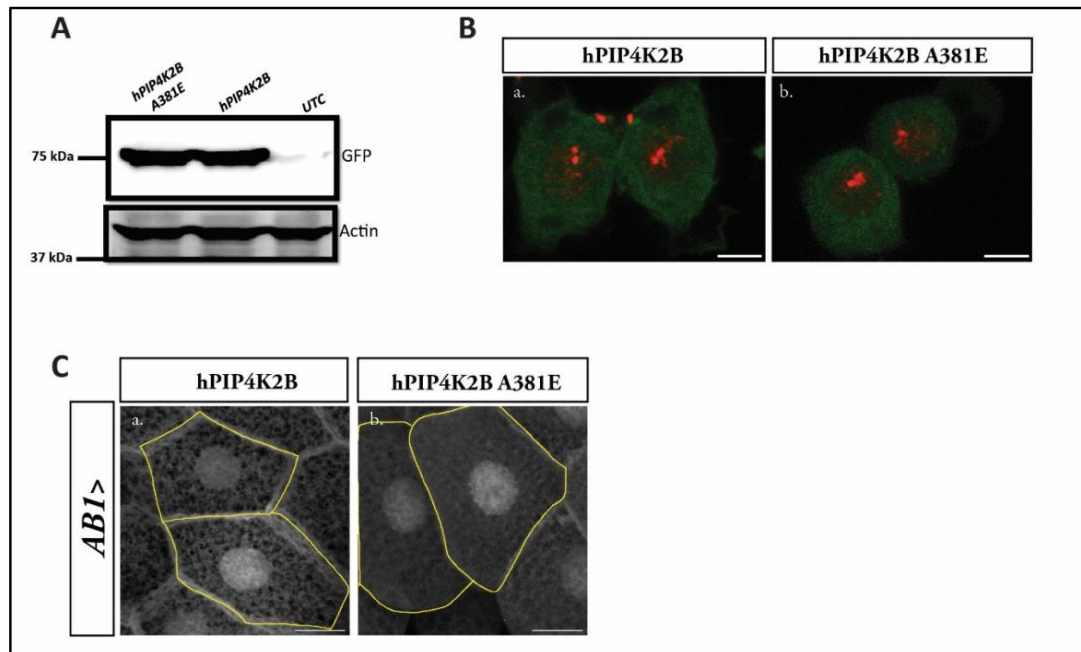 A
hPIP4K2B
A381E
hPIP4K2B
UTC
75 kDa
GFP
Actin
37 kDa
B
hPIP4K2B
hPIP4K2B A381E
a.
b.
C
hPIP4K2B
hPIP4K2B A381E
AB1>
a.
b.